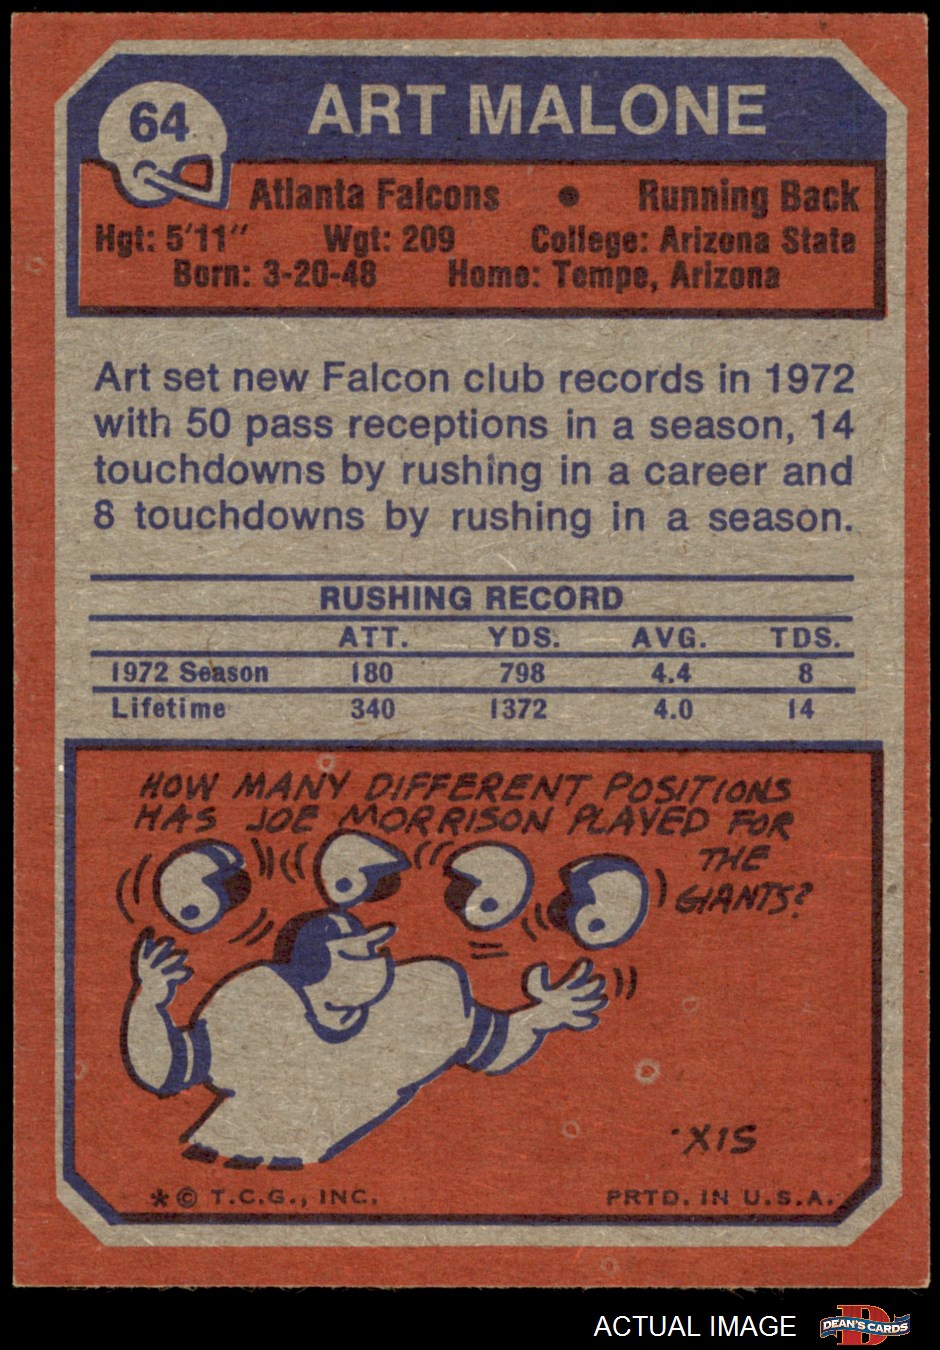 64
ART MALONE
Atlanta Falcons • Running Back
Hgt: 5'11" Wgt: 209 College: Arizona State
Born: 3-20-48 Home: Tempe, Arizona
Art set new Falcon club records in 1972
with 50 pass receptions in a season, 14
touchdowns by rushing in a career and
8 touchdowns by rushing in a season.
RUSHING RECORD
ATT. YDS. AVG. TDS.
1972 Season 180 798 4.4 8
Lifetime 340 1372 4.0 14
HOW MANY DIFFERENT POSITIONS
HAS JOE MORRISON PLAYED FOR
THE
GIANTS?
.XIS
* © T.C.G., INC. PRTD. IN U.S.A.
ACTUAL IMAGE
D
DEAN'S CARDS